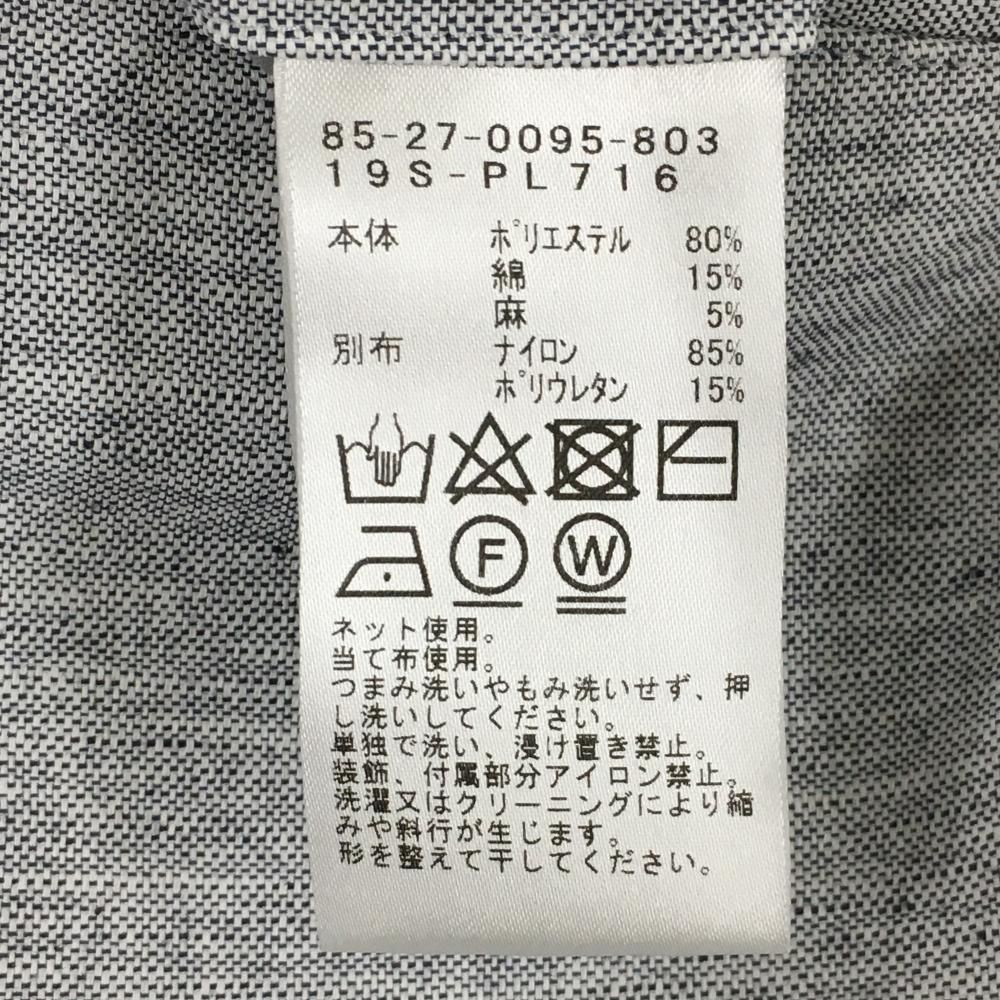 85-27-0095-803
19S-PL716
本体 ポリエステル 80%
綿 15%
麻 5%
別布 ナイロン 85%
ポリウレタン 15%
F W
ネット使用。
当て布使用。
つまみ洗いやもみ洗いせず、押
し洗いしてください。
単独で洗い、浸け置き禁止。
装飾、付属部分アイロン禁止。
洗濯又はクリーニングにより縮
みや斜行が生じます。
形を整えて干してください。